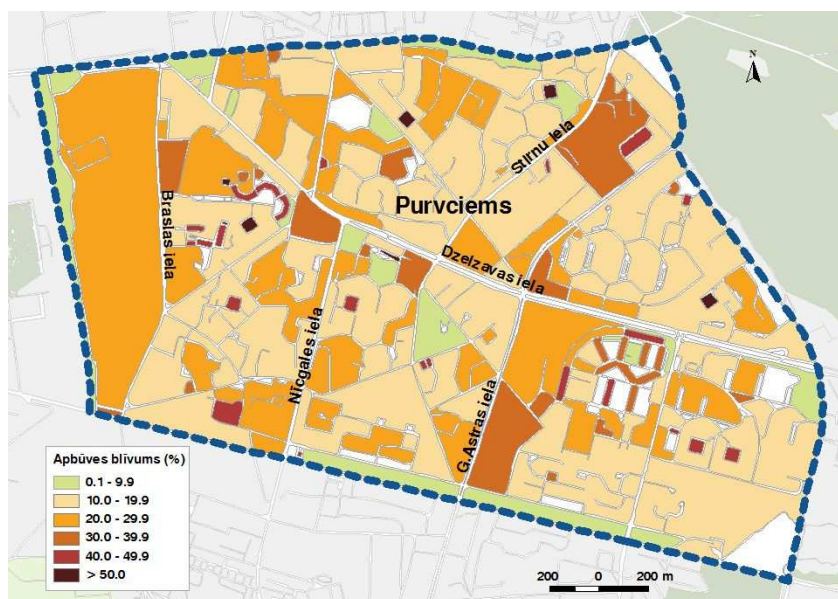 N
Stirnu iela
Purvciems
Braslas iela
Dzelzavas iela
Nīcgales iela
G.Astras iela
Apbūves blīvums (%)
0.1 - 9.9
10.0 - 19.9
20.0 - 29.9
30.0 - 39.9
40.0 - 49.9
> 50.0
200 0 200 m